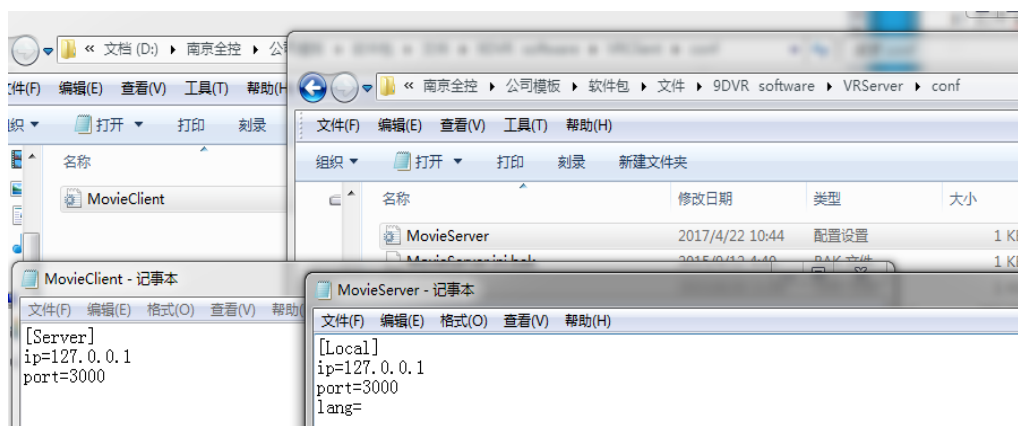 « 文档 (D:) ▸ 南京全控 ▸
编辑(E) 查看(V) 工具(T)
打开 ▼ 打印 刻录
名称
MovieClient
« 南京全控 ▸ 公司模板 ▸ 软件包 ▸ 文件 ▸ 9DVR software ▸ VRServer ▸ conf
文件(F) 编辑(E) 查看(V) 工具(T) 帮助(H)
组织 ▼ 打开 ▼ 打印 刻录 新建文件夹
名称 修改日期 类型 大小
MovieServer 2017/4/22 10:44 配置设置 1
MovieClient - 记事本
文件(F) 编辑(E) 格式(O) 查看(V)
[Server]
ip=127.0.0.1
port=3000
MovieServer - 记事本
文件(F) 编辑(E) 格式(O) 查看(V) 帮助(H)
[Local]
ip=127.0.0.1
port=3000
lang=